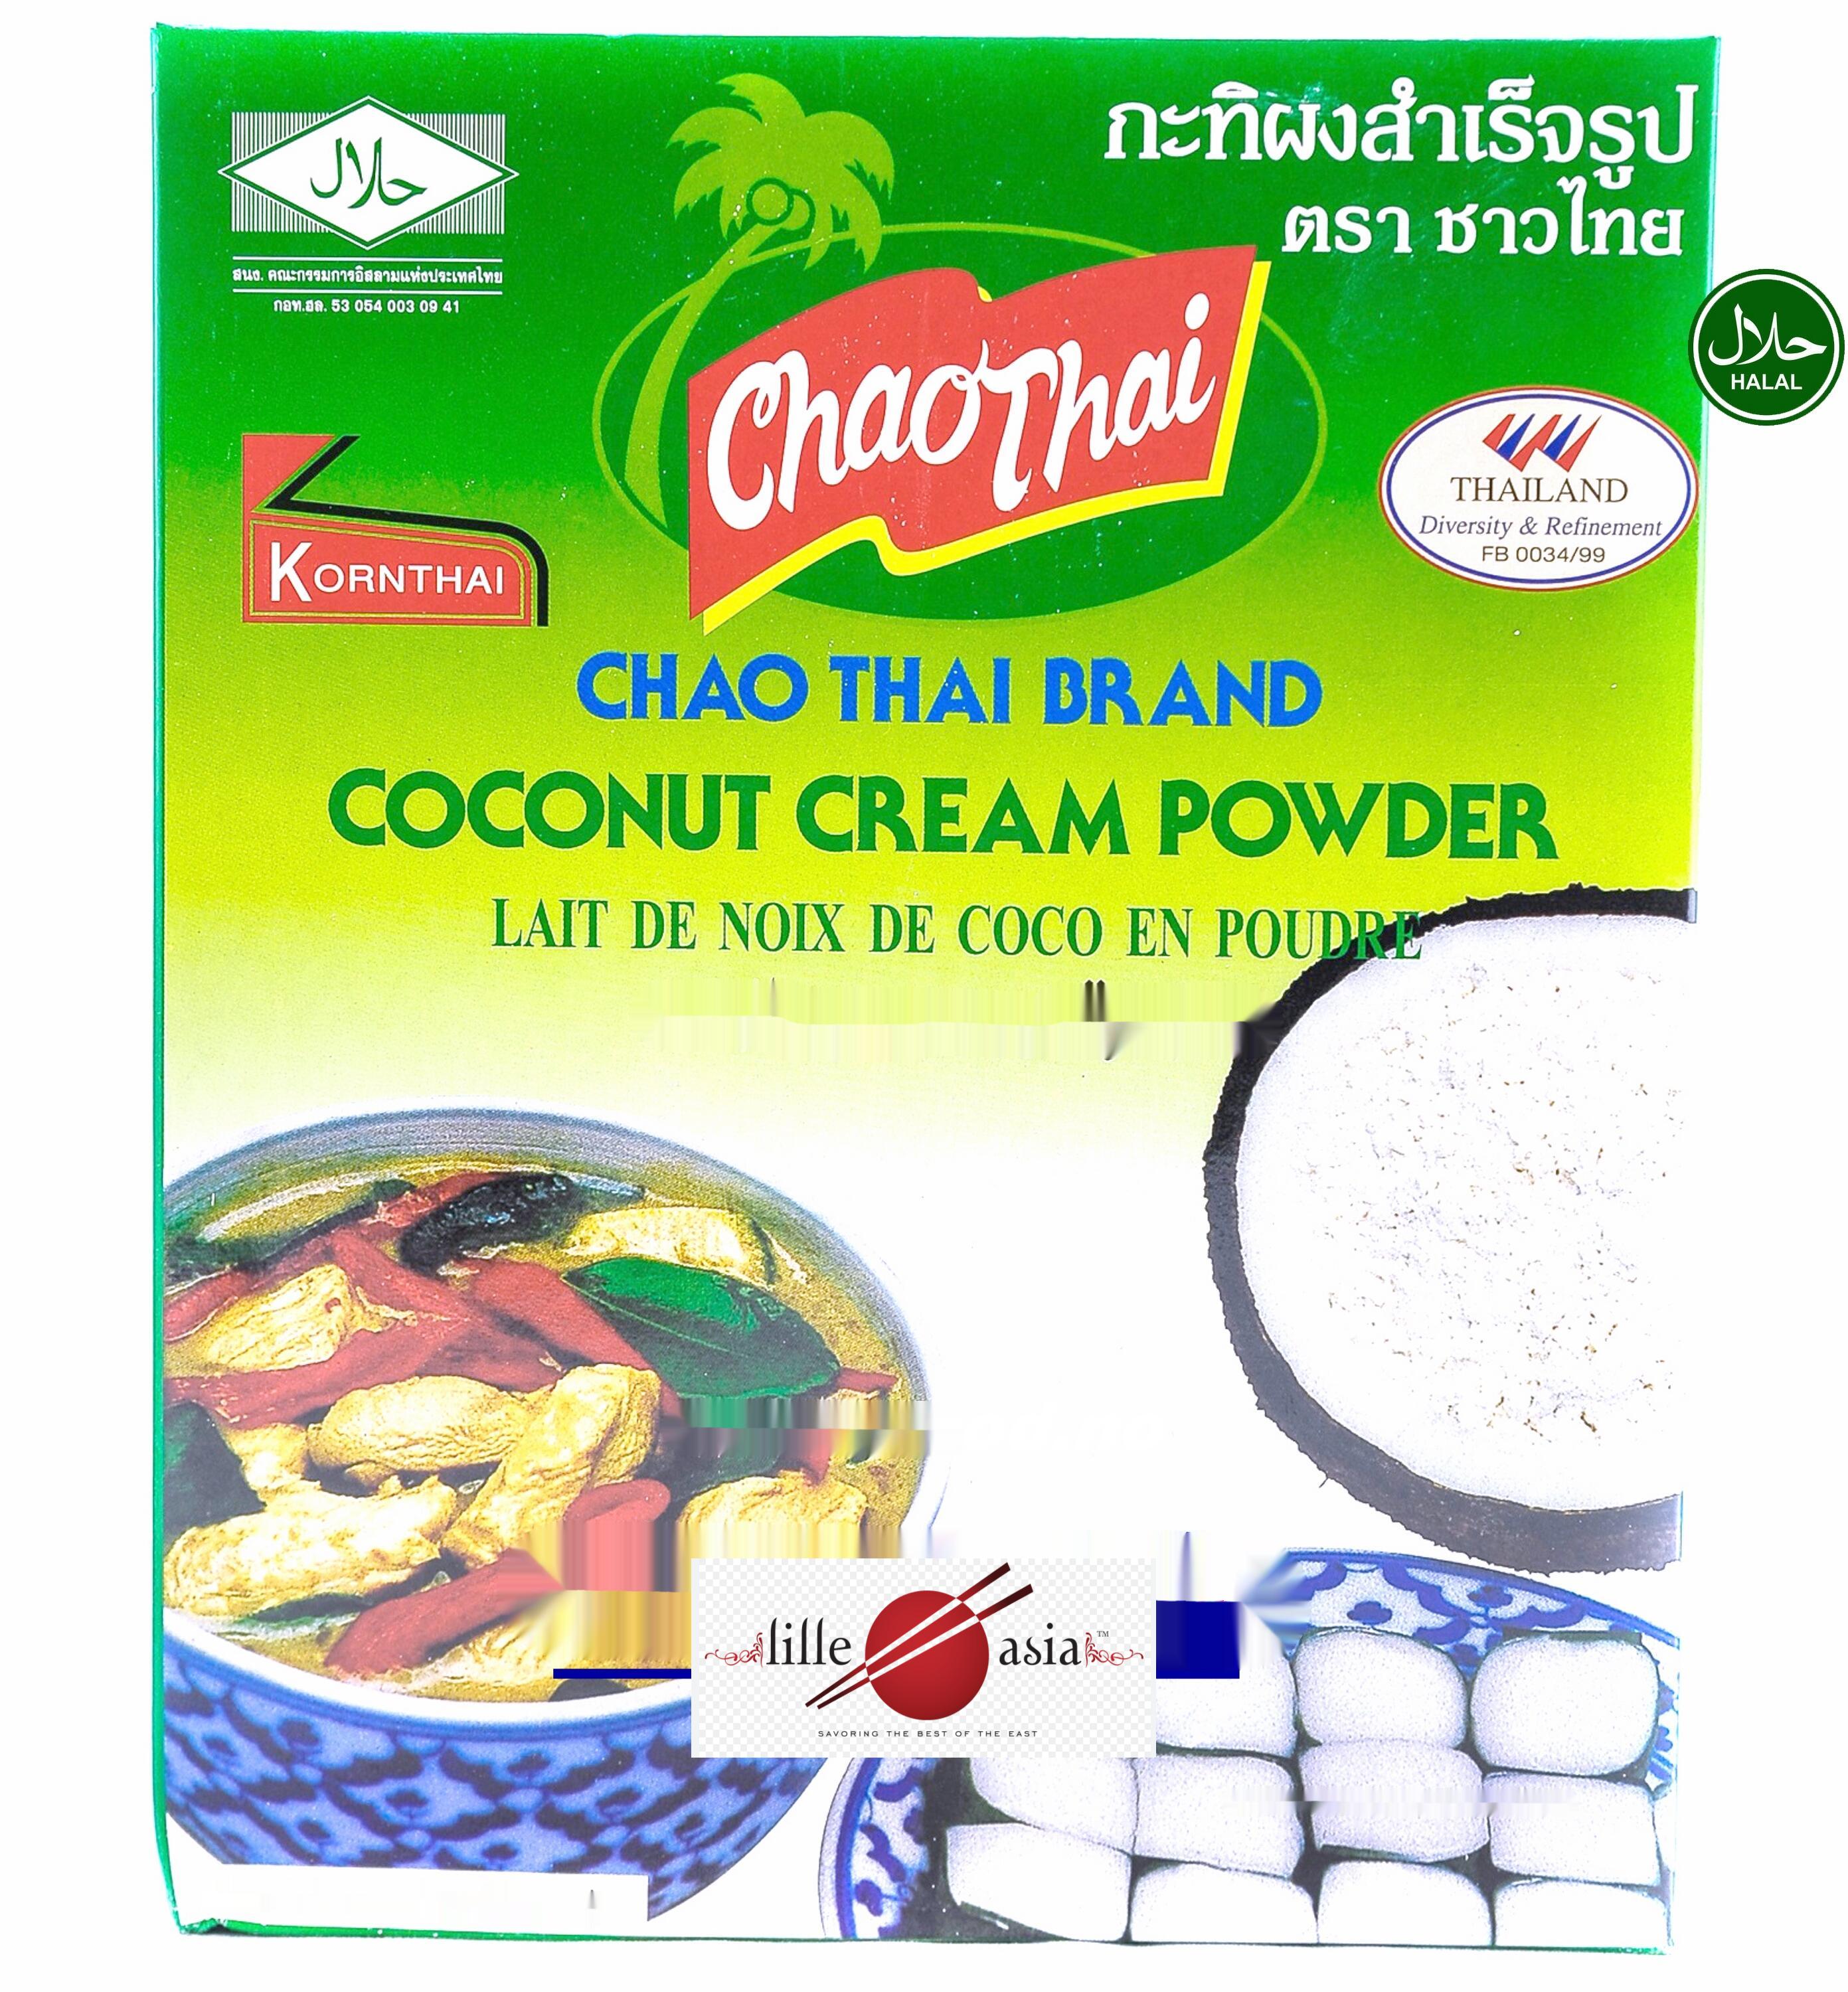 حلال
สนง. คณะกรรมการอิสลามแห่งประเทศไทย
กอท.ฮล. 53 054 003 09 41
กะทิผงสำเร็จรูป
ตรา ชาวไทย
حلال
HALAL
ChaoThai
KORNTHAI
THAILAND
Diversity & Refinement
FB 0034/99
CHAO THAI BRAND
COCONUT CREAM POWDER
LAIT DE NOIX DE COCO EN POUDRE
lille asia™
SAVORING THE BEST OF THE EAST